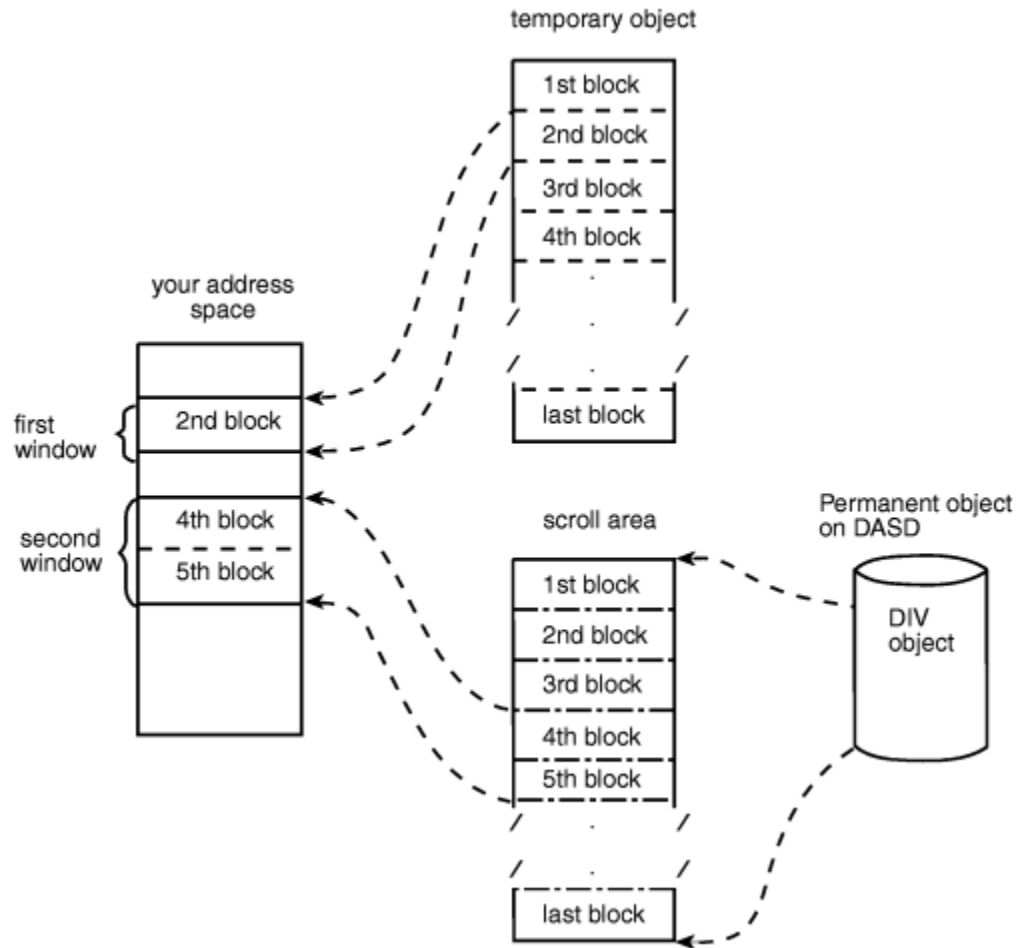 temporary object
1st block
2nd block
3rd block
4th block
.
.
.
last block
your address
space
first
window
2nd block
second
window
4th block
5th block
scroll area
1st block
2nd block
3rd block
4th block
5th block
.
.
last block
Permanent object
on DASD
DIV
object